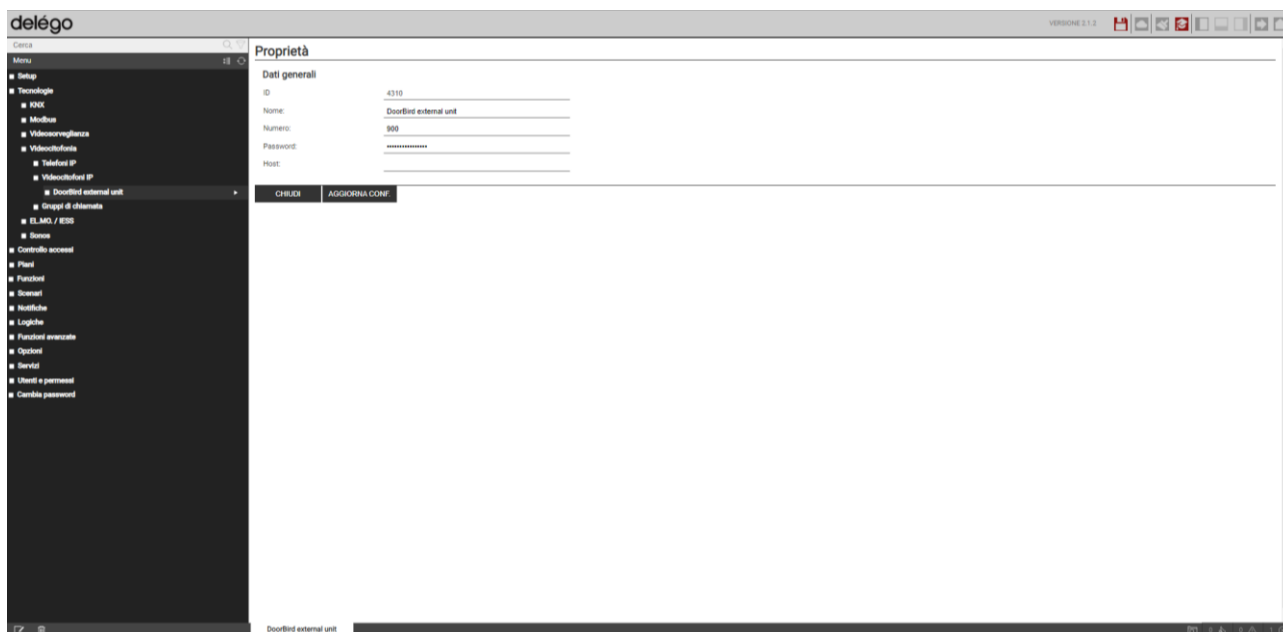 delégo
VERSIONE 2.1.2
Cerca
Menu
Setup
Tecnologie
KNX
Modbus
Videosorveglianza
Videocitofonia
Telefoni IP
Videocitofoni IP
DoorBird external unit
Gruppi di chiamata
EL.MO. / IESS
Sonos
Controllo accessi
Piani
Funzioni
Scenari
Notifiche
Logiche
Funzioni avanzate
Opzioni
Servizi
Utenti e permessi
Cambia password
Proprietà
Dati generali
ID 4310
Nome: DoorBird external unit
Numero: 900
Password: ••••••••••••••••
Host:
CHIUDI AGGIORNA CONF.
DoorBird external unit